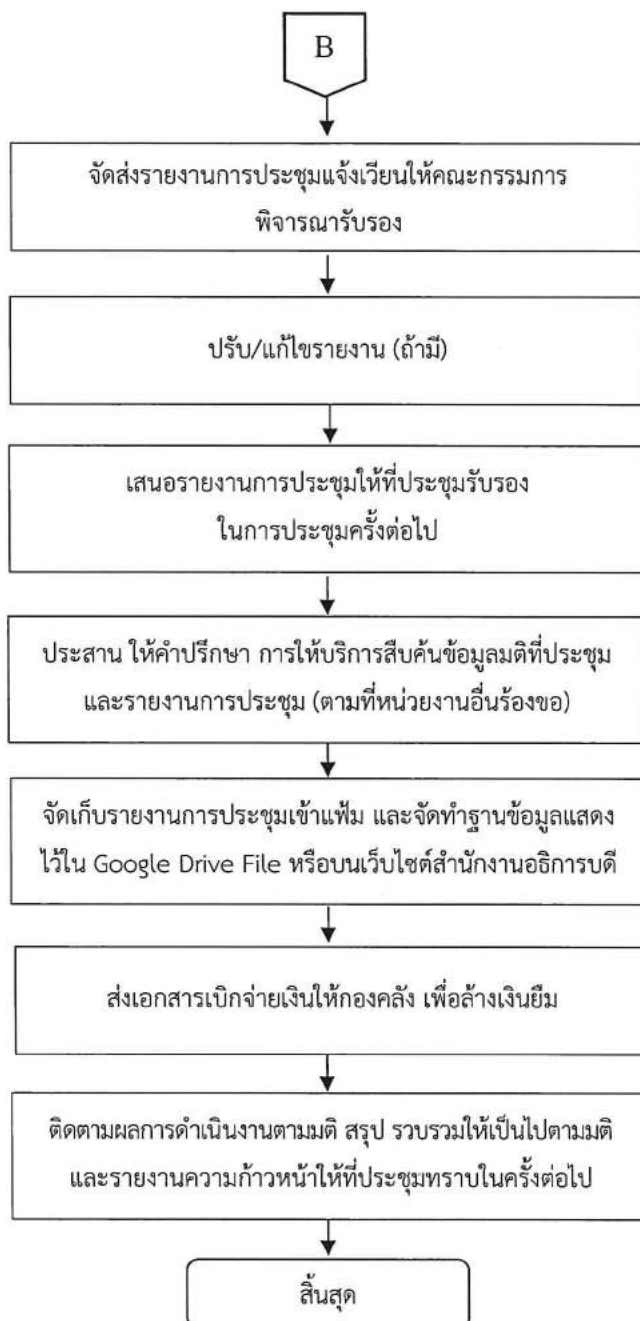 B
จัดส่งรายงานการประชุมแจ้งเวียนให้คณะกรรมการ
พิจารณารับรอง
ปรับ/แก้ไขรายงาน (ถ้ามี)
เสนอรายงานการประชุมให้ที่ประชุมรับรอง
ในการประชุมครั้งต่อไป
ประสาน ให้คำปรึกษา การให้บริการสืบค้นข้อมูลมติที่ประชุม
และรายงานการประชุม (ตามที่หน่วยงานอื่นร้องขอ)
จัดเก็บรายงานการประชุมเข้าแฟ้ม และจัดทำฐานข้อมูลแสดง
ไว้ใน Google Drive File หรือบนเว็บไซต์สำนักงานอธิการบดี
ส่งเอกสารเบิกจ่ายเงินให้กองคลัง เพื่อล้างเงินยืม
ติดตามผลการดำเนินงานตามมติ สรุป รวบรวมให้เป็นไปตามมติ
และรายงานความก้าวหน้าให้ที่ประชุมทราบในครั้งต่อไป
สิ้นสุด